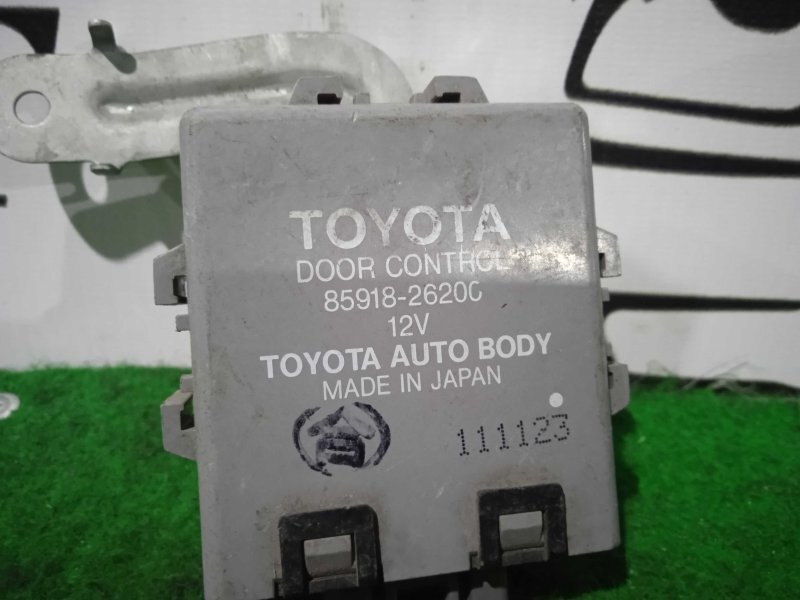 TOYOTA
DOOR CONTROL
85918-26200
12V
TOYOTA AUTO BODY
MADE IN JAPAN
111123